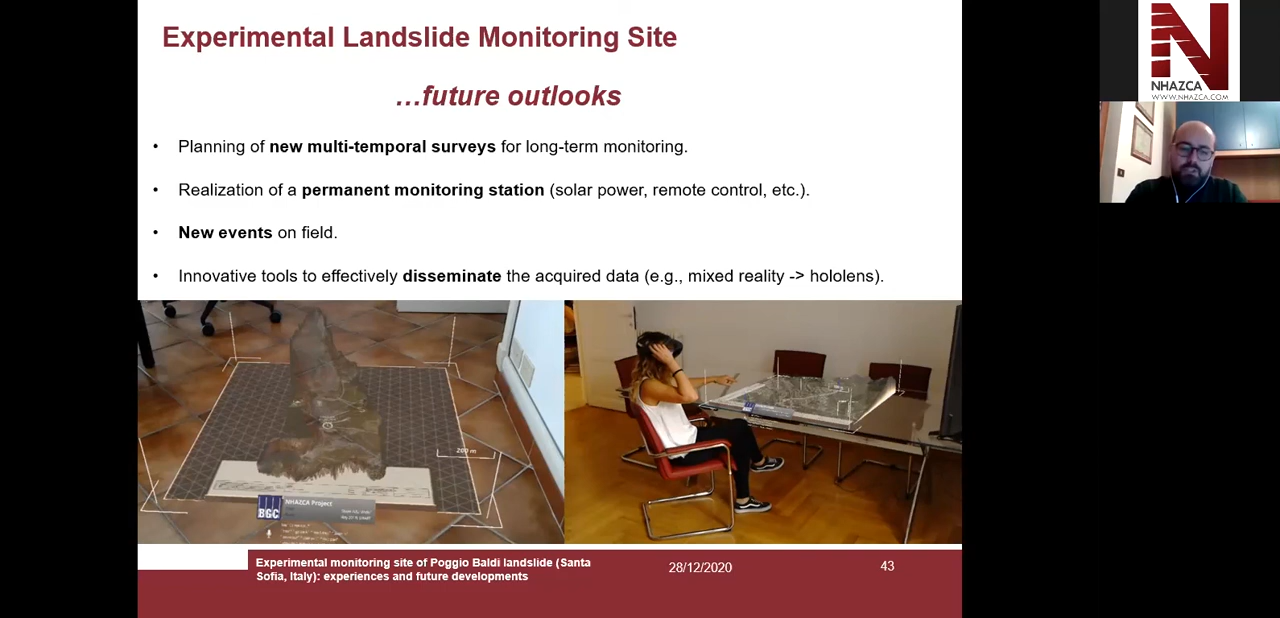 Experimental Landslide Monitoring Site
…future outlooks
• Planning of new multi-temporal surveys for long-term monitoring.
• Realization of a permanent monitoring station (solar power, remote control, etc.).
• New events on field.
• Innovative tools to effectively disseminate the acquired data (e.g., mixed reality -> hololens).
200 m
BGC
NHAZCA Project
BGC
Experimental monitoring site of Poggio Baldi landslide (Santa
Sofia, Italy): experiences and future developments
28/12/2020
43
N
NHAZCA
WWW.NHAZCA.COM